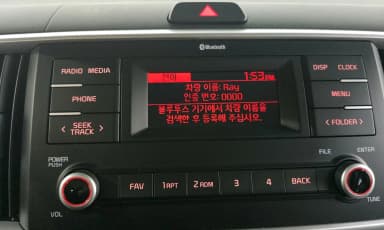 Bluetooth
RADIO MEDIA
DISP CLOCK
전화 1:53PM
차량 이름: Ray
인증 번호: 0000
블루투스 기기에서 차량 이름을
검색한 후 등록해 주십시오.
PHONE
MENU
< SEEK TRACK >
< FOLDER >
POWER
PUSH
VOL
FAV
1 RPT
2 RDM
3
4
BACK
FILE
ENTER
TUNE